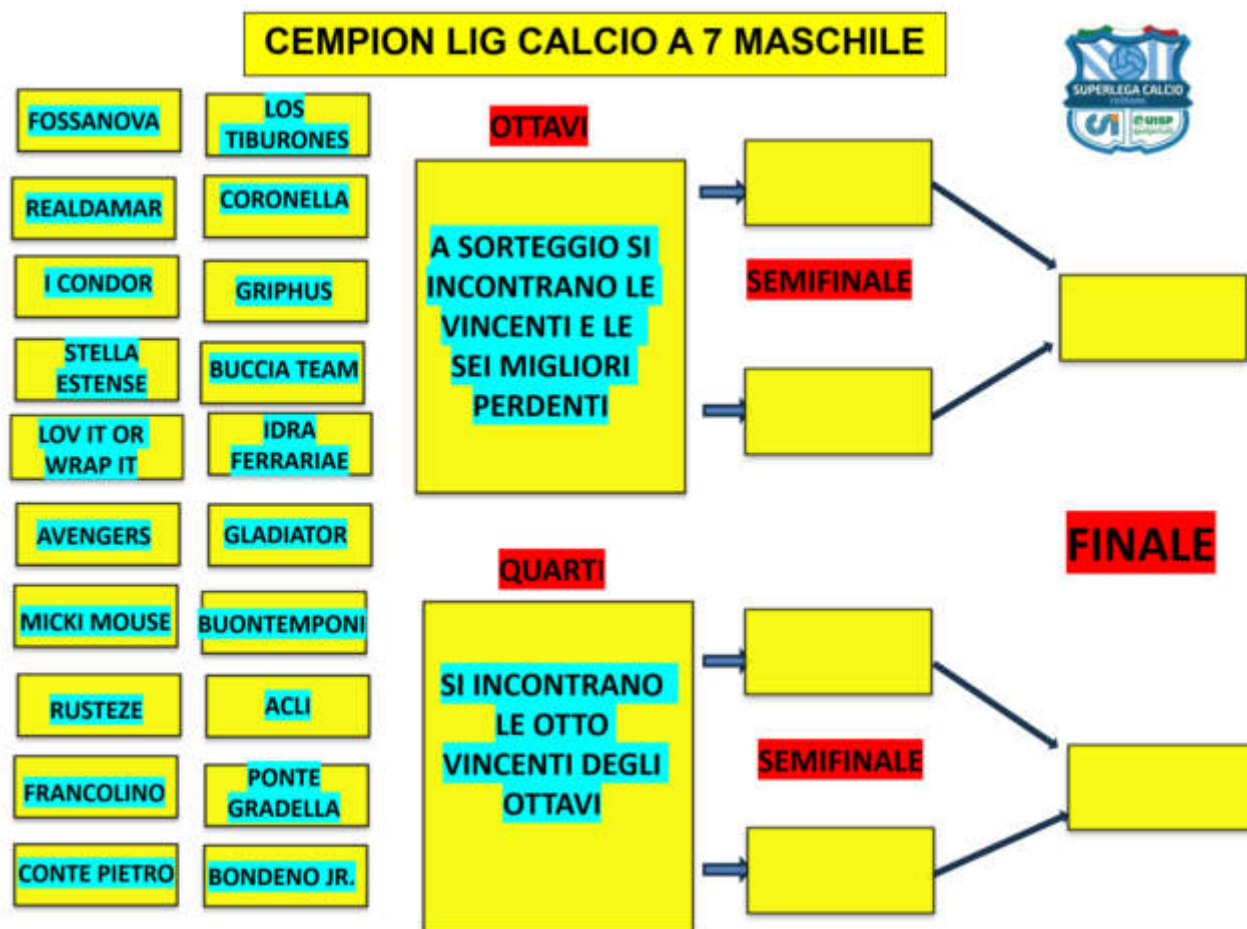 CEMPION LIG CALCIO A 7 MASCHILE
SUPERLEGA CALCIO
CSI
UISP
FOSSANOVA
LOS
TIBURONES
REALDAMAR
CORONELLA
I CONDOR
GRIPHUS
STELLA
ESTENSE
BUCCIA TEAM
LOV IT OR
WRAP IT
IDRA
FERRARIAE
AVENGERS
GLADIATOR
MICKI MOUSE
BUONTEMPONI
RUSTEZE
ACLI
FRANCOLINO
PONTE
GRADELLA
CONTE PIETRO
BONDENO JR.
OTTAVI
A SORTEGGIO SI
INCONTRANO LE
VINCENTI E LE
SEI MIGLIORI
PERDENTI
QUARTI
SI INCONTRANO
LE OTTO
VINCENTI DEGLI
OTTAVI
SEMIFINALE
SEMIFINALE
FINALE